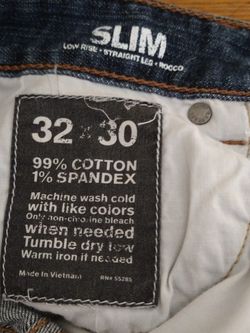 SLIM
LOW RISE • STRAIGHT LEG • ROCCO
32 x 30
99% COTTON
1% SPANDEX
Machine wash cold
with like colors
Only non-chlorine bleach
when needed
Tumble dry low
Warm iron if needed
Made in Vietnam
RN# 55285